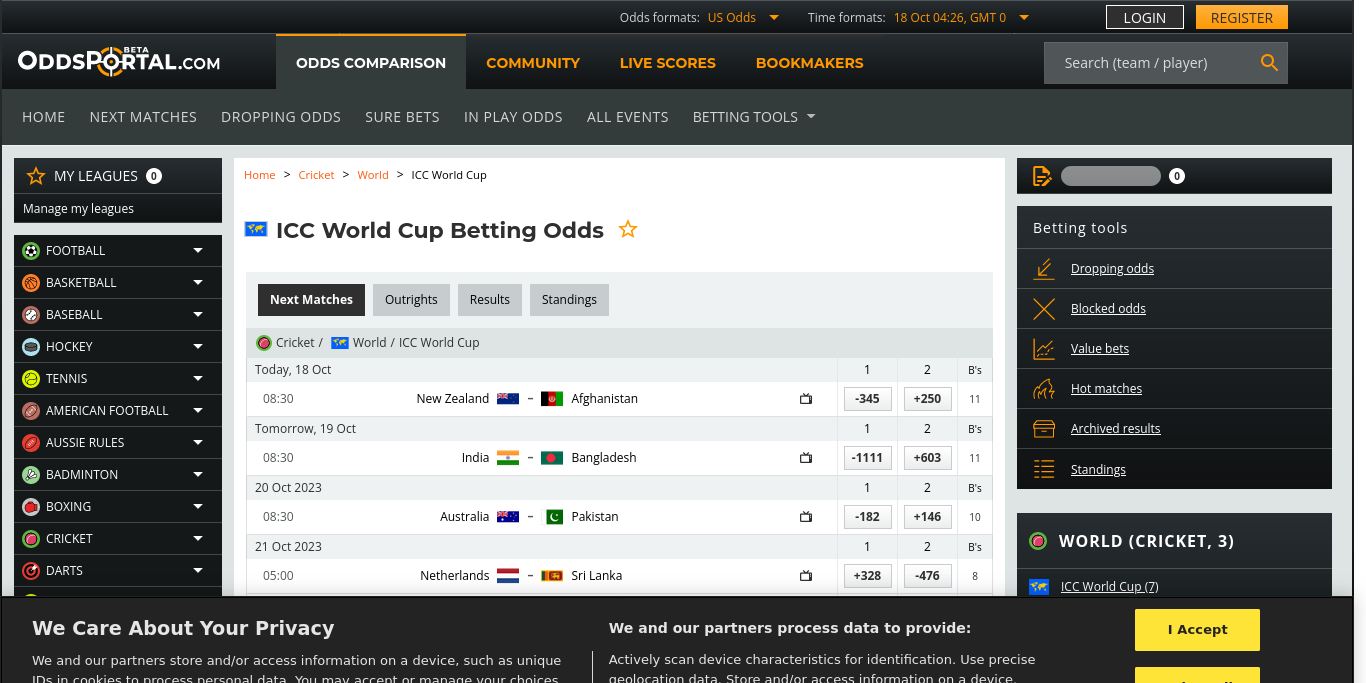 Odds formats: US Odds Time formats: 18 Oct 04:26, GMT 0 LOGIN REGISTER
ODDSPORTAL.COM BETA ODDS COMPARISON COMMUNITY LIVE SCORES BOOKMAKERS Search (team / player)
HOME NEXT MATCHES DROPPING ODDS SURE BETS IN PLAY ODDS ALL EVENTS BETTING TOOLS
MY LEAGUES 0
Manage my leagues
FOOTBALL
BASKETBALL
BASEBALL
HOCKEY
TENNIS
AMERICAN FOOTBALL
AUSSIE RULES
BADMINTON
BOXING
CRICKET
DARTS
Home > Cricket > World > ICC World Cup
ICC World Cup Betting Odds
Next Matches Outrights Results Standings
Cricket / World / ICC World Cup
Today, 18 Oct 1 2 B's
08:30 New Zealand – Afghanistan -345 +250 11
Tomorrow, 19 Oct 1 2 B's
08:30 India – Bangladesh -1111 +603 11
20 Oct 2023 1 2 B's
08:30 Australia – Pakistan -182 +146 10
21 Oct 2023 1 2 B's
05:00 Netherlands – Sri Lanka +328 -476 8
0
Betting tools
Dropping odds
Blocked odds
Value bets
Hot matches
Archived results
Standings
WORLD (CRICKET, 3)
ICC World Cup (7)
We Care About Your Privacy
We and our partners store and/or access information on a device, such as unique
IDs in cookies to process personal data. You may accept or manage your choices
We and our partners process data to provide:
Actively scan device characteristics for identification. Use precise
geolocation data. Store and/or access information on a device.
I Accept